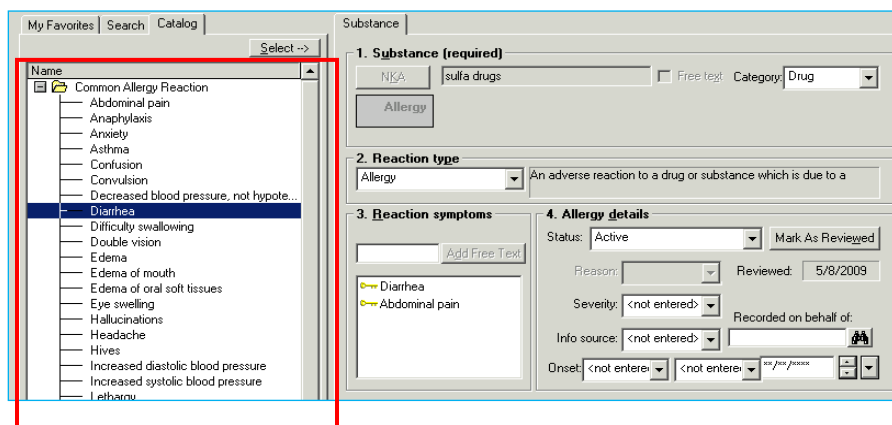 My Favorites Search Catalog
Select -->
Name
Common Allergy Reaction
Abdominal pain
Anaphylaxis
Anxiety
Asthma
Confusion
Convulsion
Decreased blood pressure, not hypote...
Diarrhea
Difficulty swallowing
Double vision
Edema
Edema of mouth
Edema of oral soft tissues
Eye swelling
Hallucinations
Headache
Hives
Increased diastolic blood pressure
Increased systolic blood pressure
Lethargy
Substance
1. Substance (required)
NKA sulfa drugs Free text Category: Drug
Allergy
2. Reaction type
Allergy An adverse reaction to a drug or substance which is due to a
3. Reaction symptoms
Add Free Text
Diarrhea
Abdominal pain
4. Allergy details
Status: Active Mark As Reviewed
Reason: Reviewed: 5/8/2009
Severity: <not entered>
Recorded on behalf of:
Info source: <not entered>
Onset: <not entere <not entere **/**/****